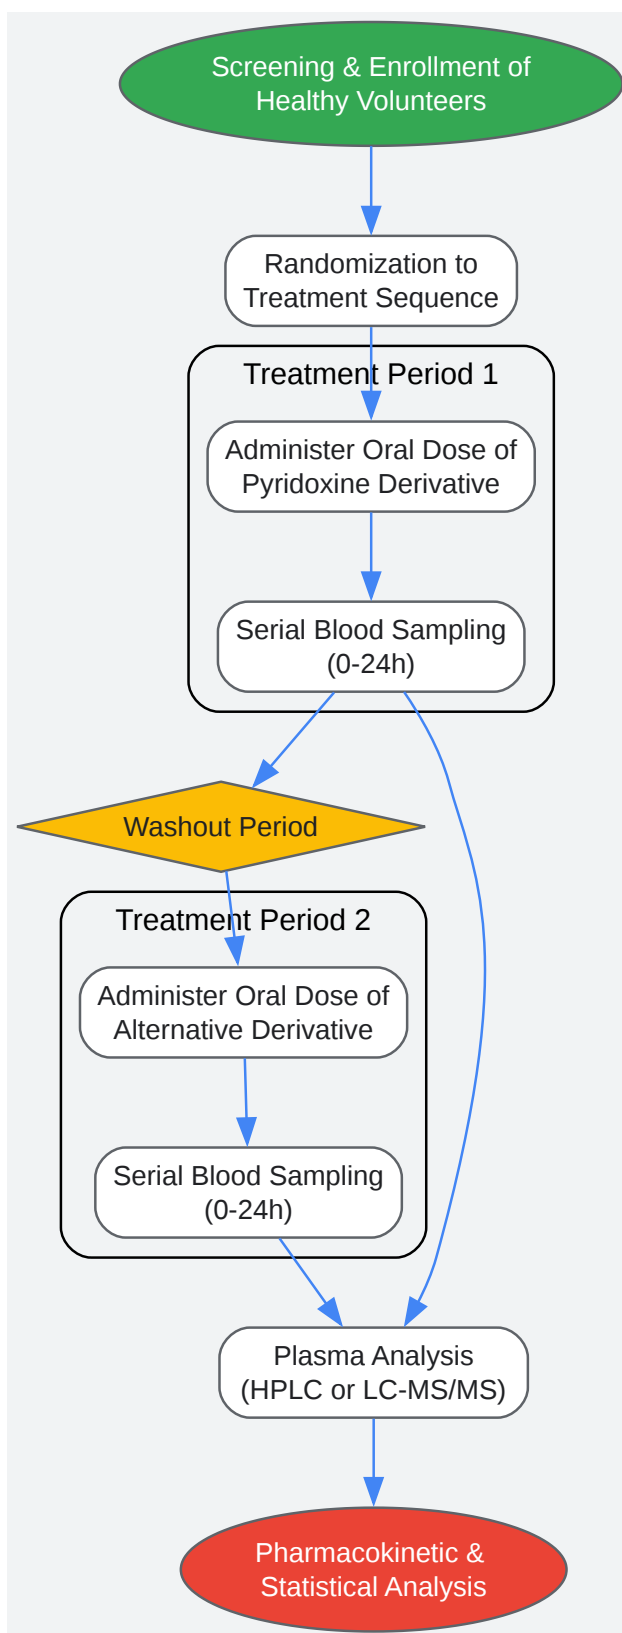 Screening & Enrollment of
Healthy Volunteers
Randomization to
Treatment Sequence
Treatment Period 1
Administer Oral Dose of
Pyridoxine Derivative
Serial Blood Sampling
(0-24h)
Washout Period
Treatment Period 2
Administer Oral Dose of
Alternative Derivative
Serial Blood Sampling
(0-24h)
Plasma Analysis
(HPLC or LC-MS/MS)
Pharmacokinetic &
Statistical Analysis